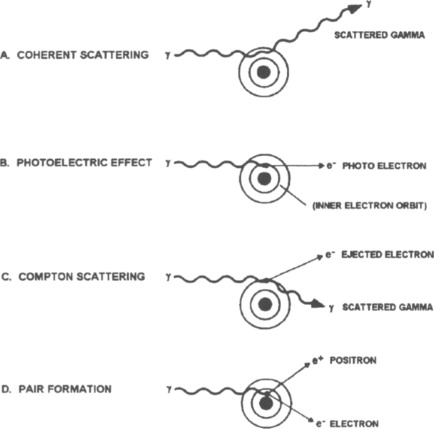 γ
SCATTERED GAMMA
A. COHERENT SCATTERING γ
B. PHOTOELECTRIC EFFECT γ
e⁻ PHOTO ELECTRON
(INNER ELECTRON ORBIT)
e⁻ EJECTED ELECTRON
C. COMPTON SCATTERING γ
γ SCATTERED GAMMA
e⁺ POSITRON
D. PAIR FORMATION γ
e⁻ ELECTRON